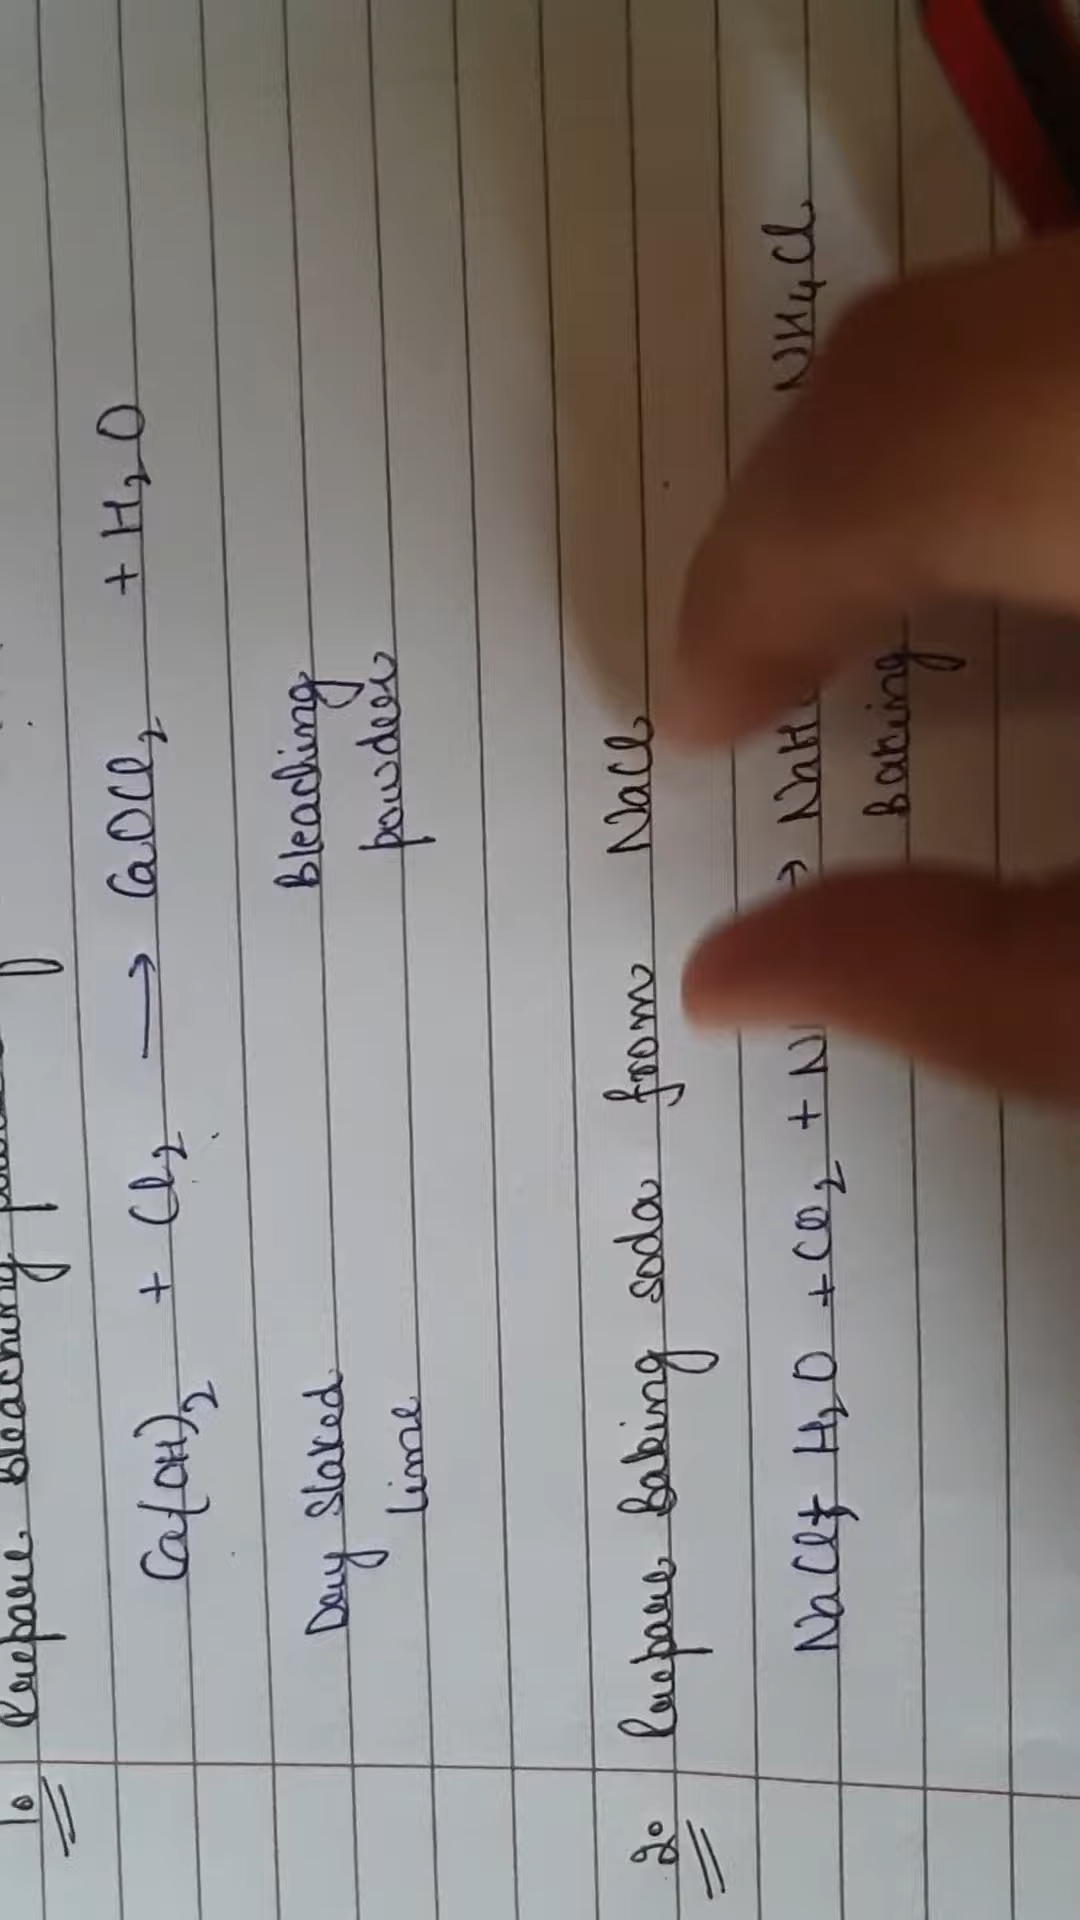 1. Prepare Bleaching
Ca(OH)2 + Cl2 → CaOCl2 + H2O
Dry Slaked Bleaching
lime powder
2. Prepare Baking soda from NaCl
NaCl + H2O + CO2 + N → NaH NH4Cl
Baking